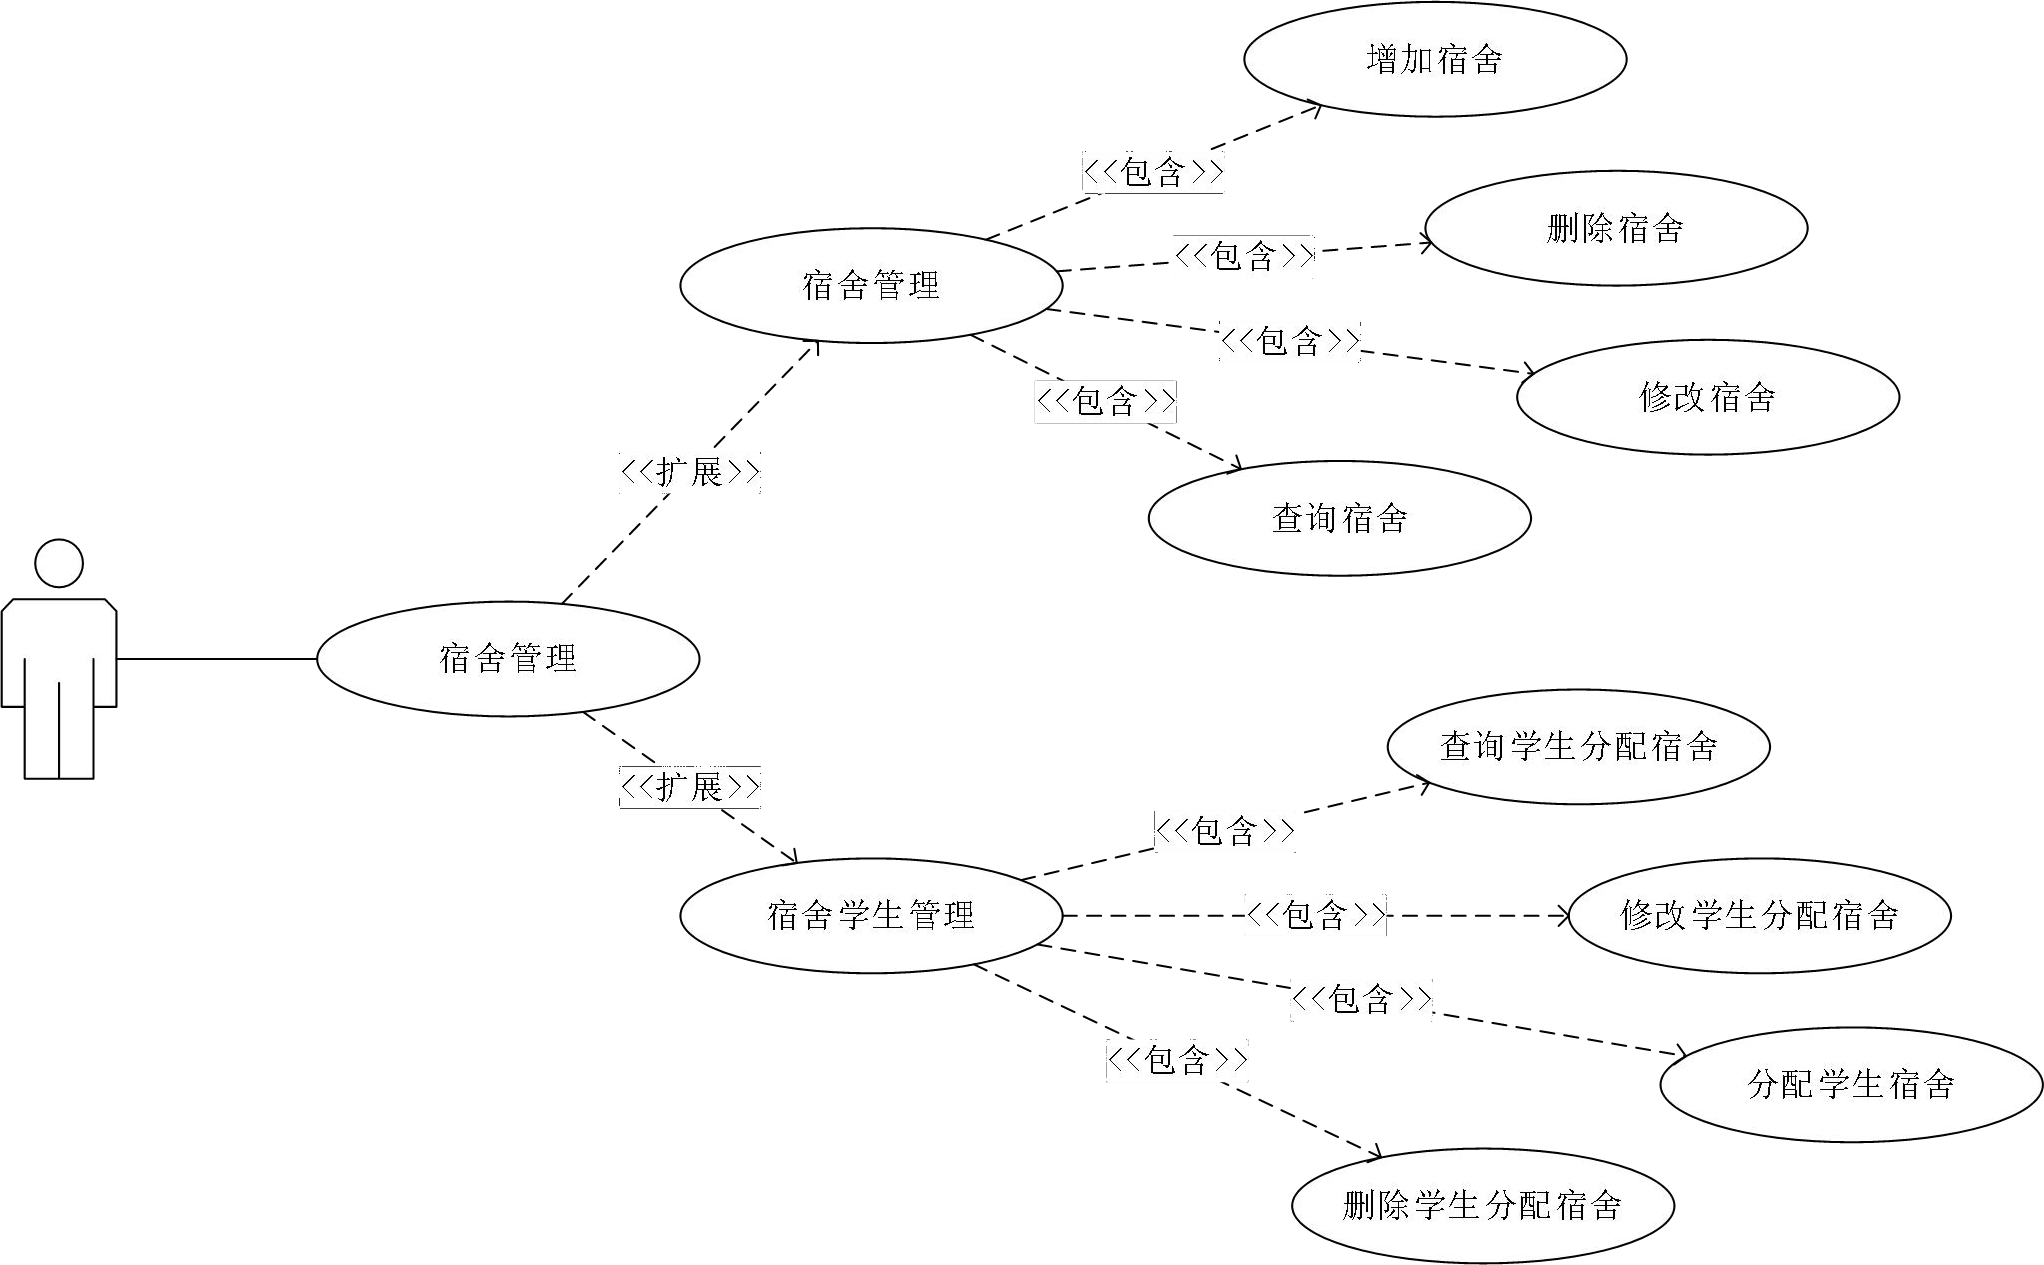 增加宿舍
<<包含>>
删除宿舍
<<包含>>
宿舍管理
<<包含>>
修改宿舍
<<包含>>
<<扩展>>
查询宿舍
宿舍管理
查询学生分配宿舍
<<扩展>>
<<包含>>
宿舍学生管理
<<包含>>
修改学生分配宿舍
<<包含>>
<<包含>>
分配学生宿舍
删除学生分配宿舍